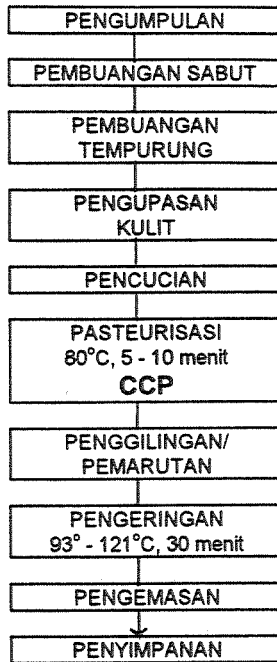 PENGUMPULAN
PEMBUANGAN SABUT
PEMBUANGAN
TEMPURUNG
PENGUPASAN
KULIT
PENCUCIAN
PASTEURISASI
80°C, 5 - 10 menit
CCP
PENGGILINGAN/
PEMARUTAN
PENGERINGAN
93° - 121°C, 30 menit
PENGEMASAN
PENYIMPANAN